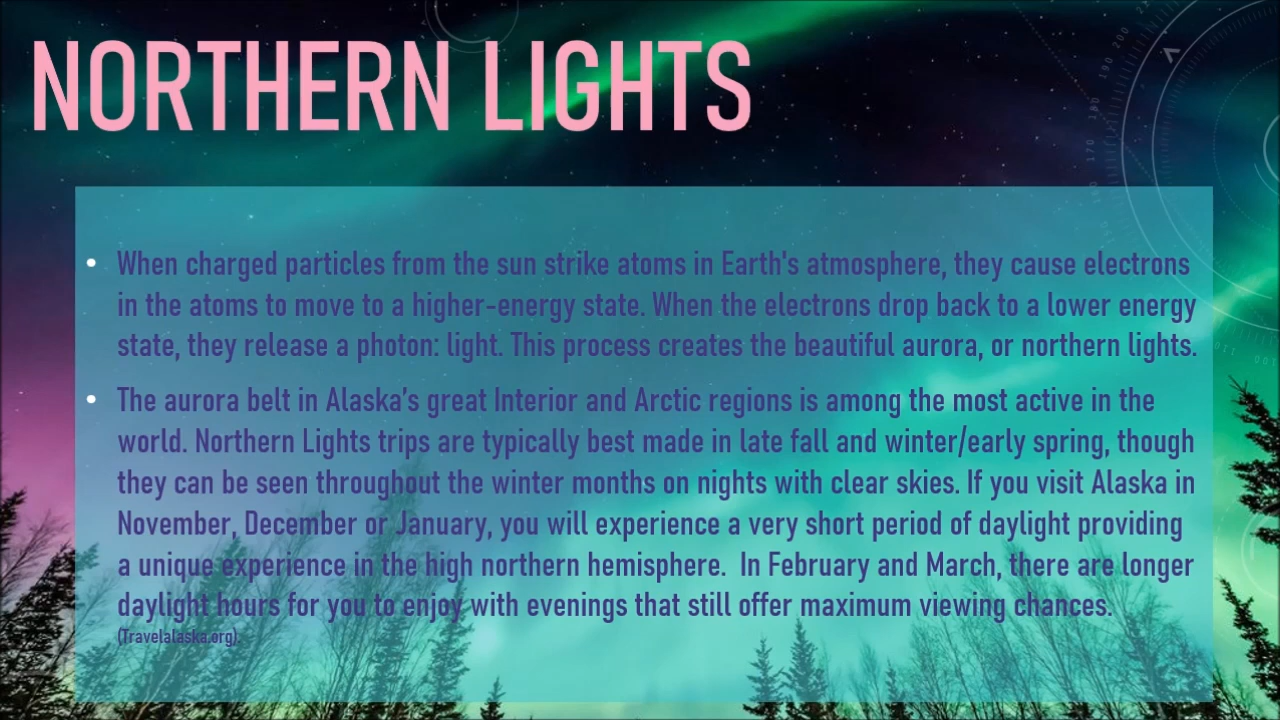 NORTHERN LIGHTS
200
190
180
170
160
• When charged particles from the sun strike atoms in Earth's atmosphere, they cause electrons
in the atoms to move to a higher-energy state. When the electrons drop back to a lower energy
state, they release a photon: light. This process creates the beautiful aurora, or northern lights.
• The aurora belt in Alaska's great Interior and Arctic regions is among the most active in the
world. Northern Lights trips are typically best made in late fall and winter/early spring, though
they can be seen throughout the winter months on nights with clear skies. If you visit Alaska in
November, December or January, you will experience a very short period of daylight providing
a unique experience in the high northern hemisphere.  In February and March, there are longer
daylight hours for you to enjoy with evenings that still offer maximum viewing chances.
(Travelalaska.org)